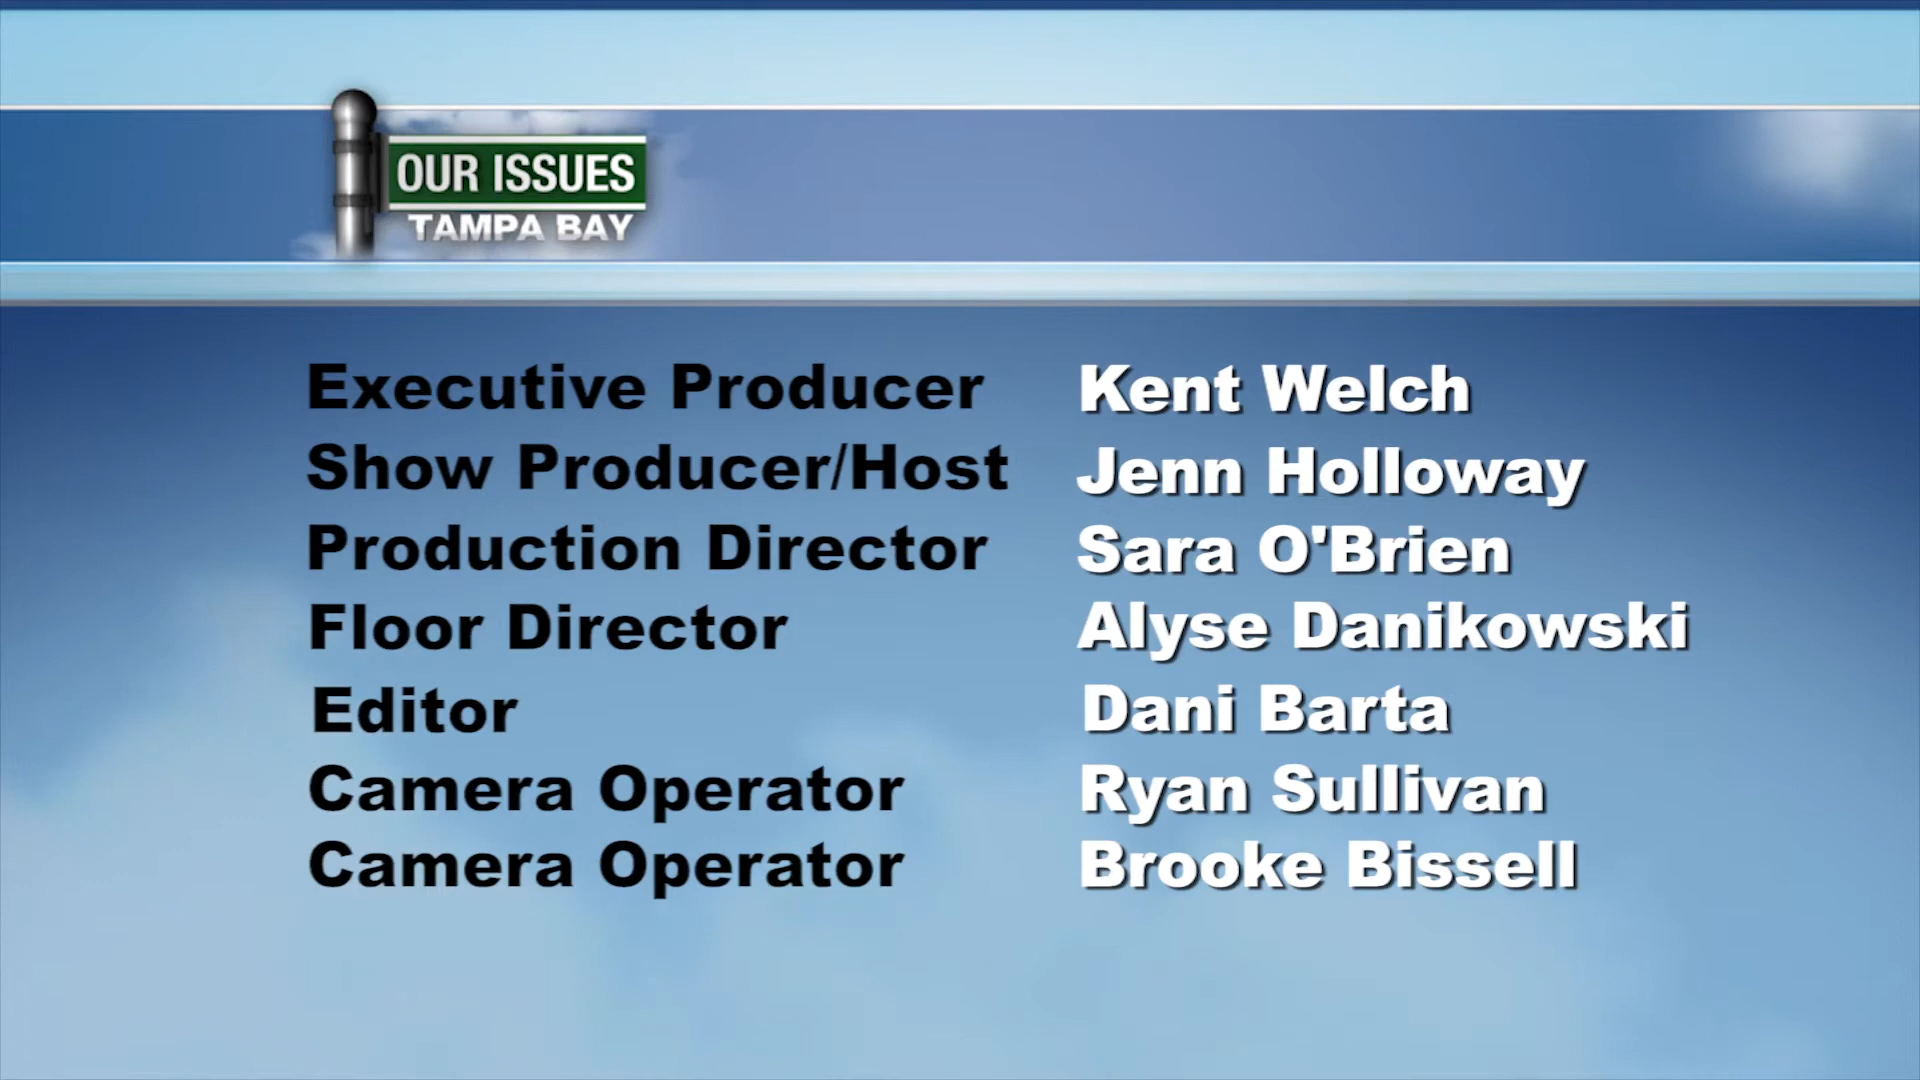 OUR ISSUES
TAMPA BAY
Executive Producer Kent Welch
Show Producer/Host Jenn Holloway
Production Director Sara O'Brien
Floor Director Alyse Danikowski
Editor Dani Barta
Camera Operator Ryan Sullivan
Camera Operator Brooke Bissell